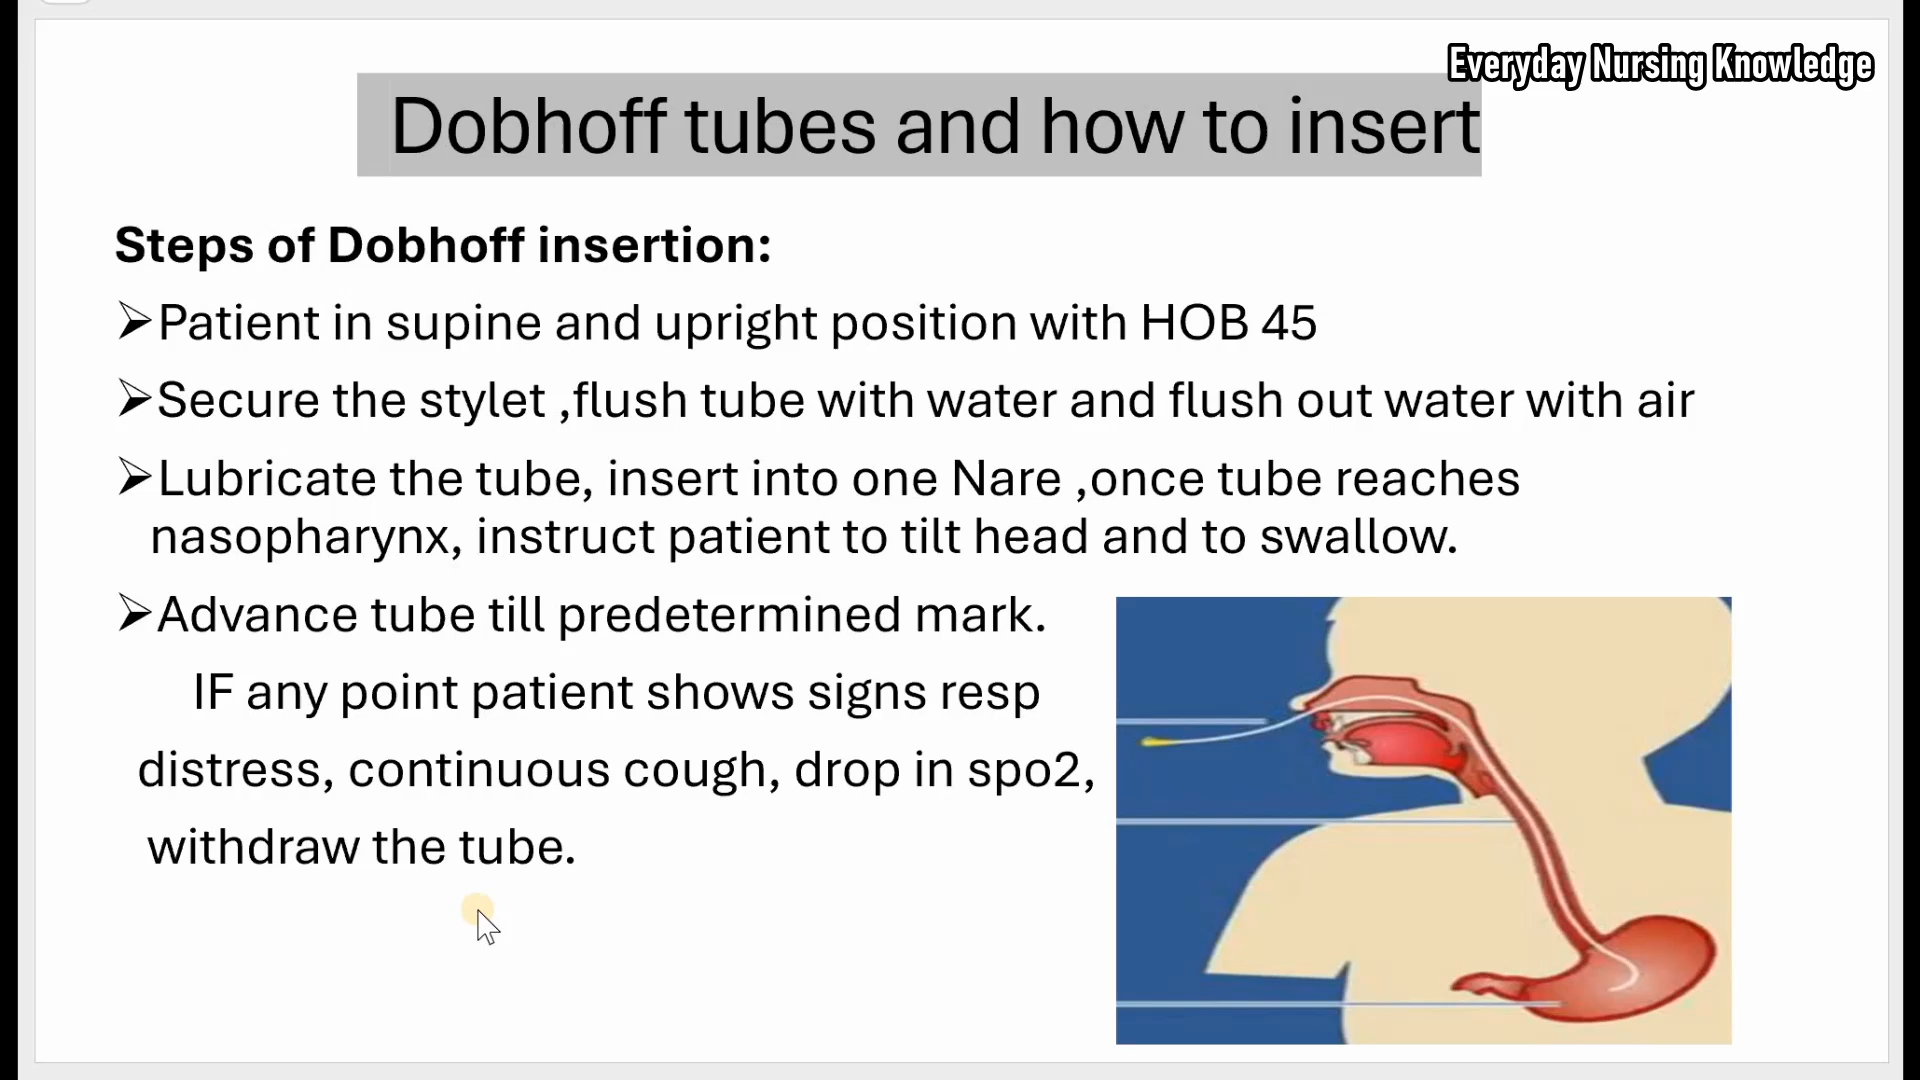 Everyday Nursing Knowledge
Dobhoff tubes and how to insert
Steps of Dobhoff insertion:
➢Patient in supine and upright position with HOB 45
➢Secure the stylet ,flush tube with water and flush out water with air
➢Lubricate the tube, insert into one Nare ,once tube reaches
nasopharynx, instruct patient to tilt head and to swallow.
➢Advance tube till predetermined mark.
IF any point patient shows signs resp
distress, continuous cough, drop in spo2,
withdraw the tube.